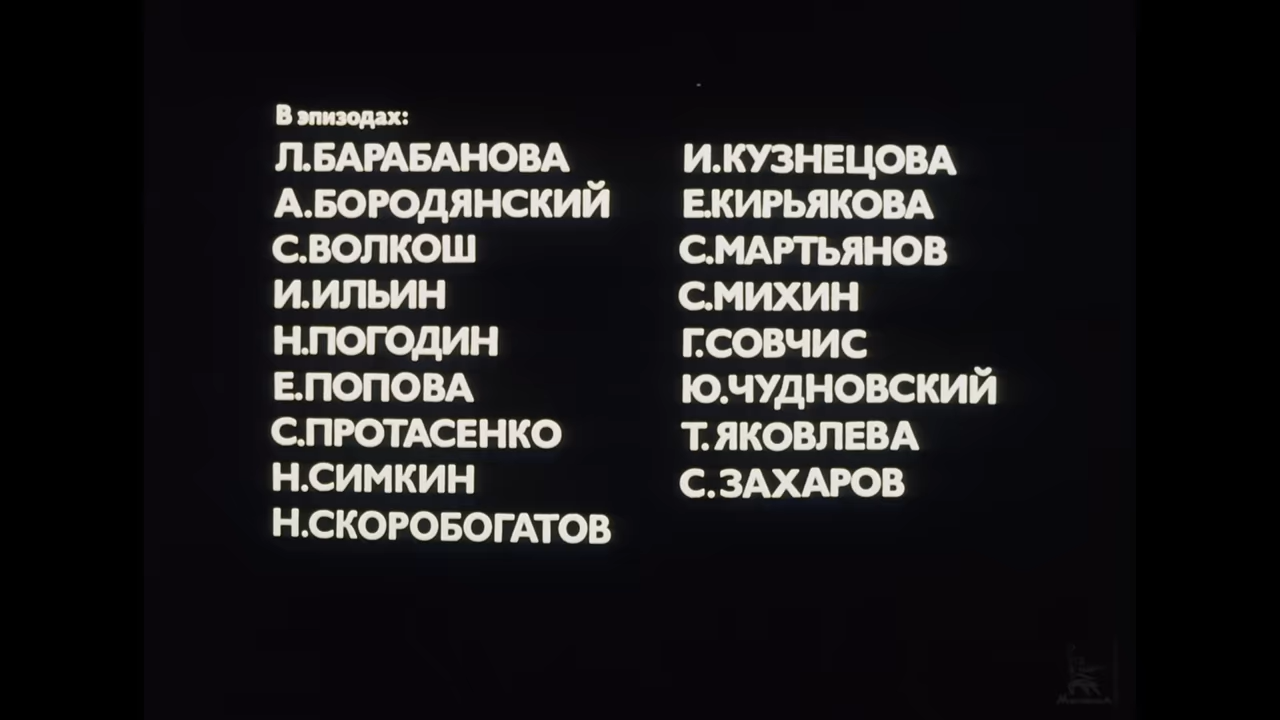 В эпизодах:
Л.БАРАБАНОВА
А.БОРОДЯНСКИЙ
С.ВОЛКОШ
И.ИЛЬИН
Н.ПОГОДИН
Е.ПОПОВА
С.ПРОТАСЕНКО
Н.СИМКИН
Н.СКОРОБОГАТОВ
И.КУЗНЕЦОВА
Е.КИРЬЯКОВА
С.МАРТЬЯНОВ
С.МИХИН
Г.СОВЧИС
Ю.ЧУДНОВСКИЙ
Т.ЯКОВЛЕВА
С.ЗАХАРОВ